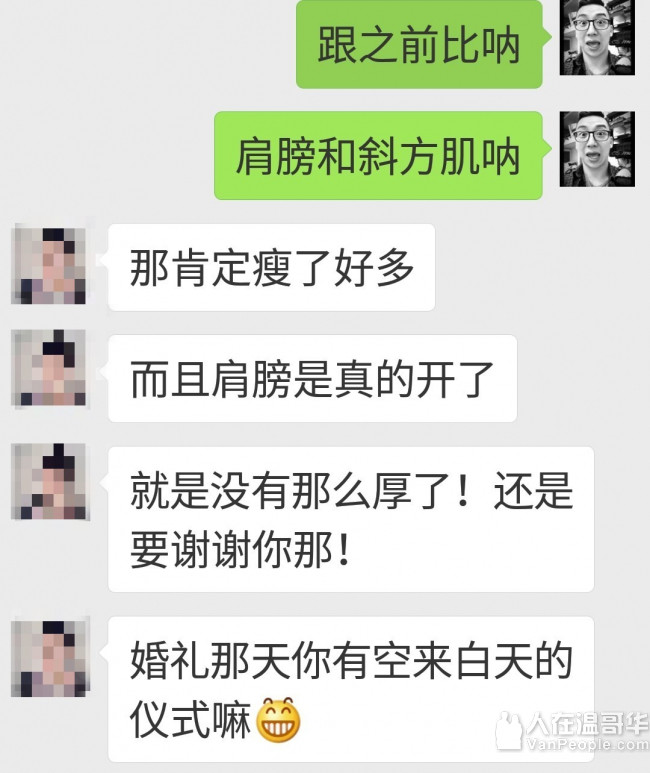 跟之前比呐
肩膀和斜方肌呐
那肯定瘦了好多
而且肩膀是真的开了
就是没有那么厚了！还是
要谢谢你那！
婚礼那天你有空来白天的
仪式嘛😁
人在温哥华
VanPeople.com